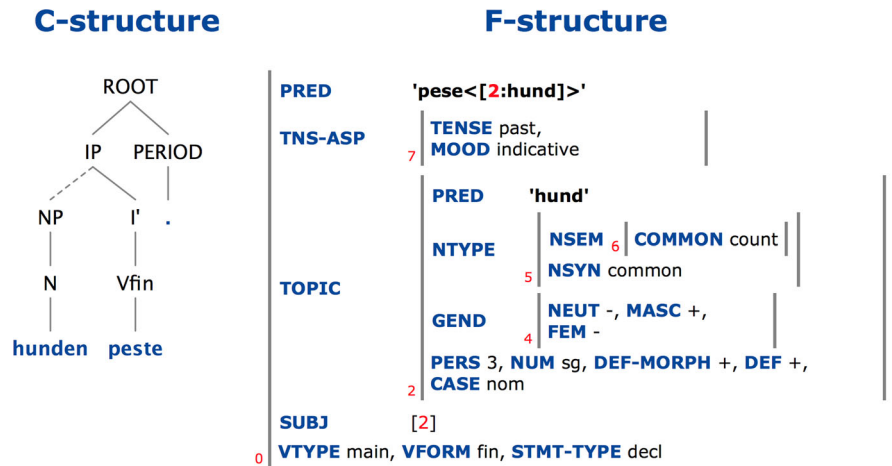 C-structure
F-structure
ROOT
IP PERIOD
NP I' .
N Vfin
hunden peste
PRED 'pese<[2:hund]>'
TNS-ASP 7 TENSE past,
MOOD indicative
TOPIC
PRED 'hund'
NTYPE
NSEM 6 COMMON count
5 NSYN common
GEND
NEUT -, MASC +,
4 FEM -
PERS 3, NUM sg, DEF-MORPH +, DEF +,
2 CASE nom
SUBJ [2]
0 VTYPE main, VFORM fin, STMT-TYPE decl